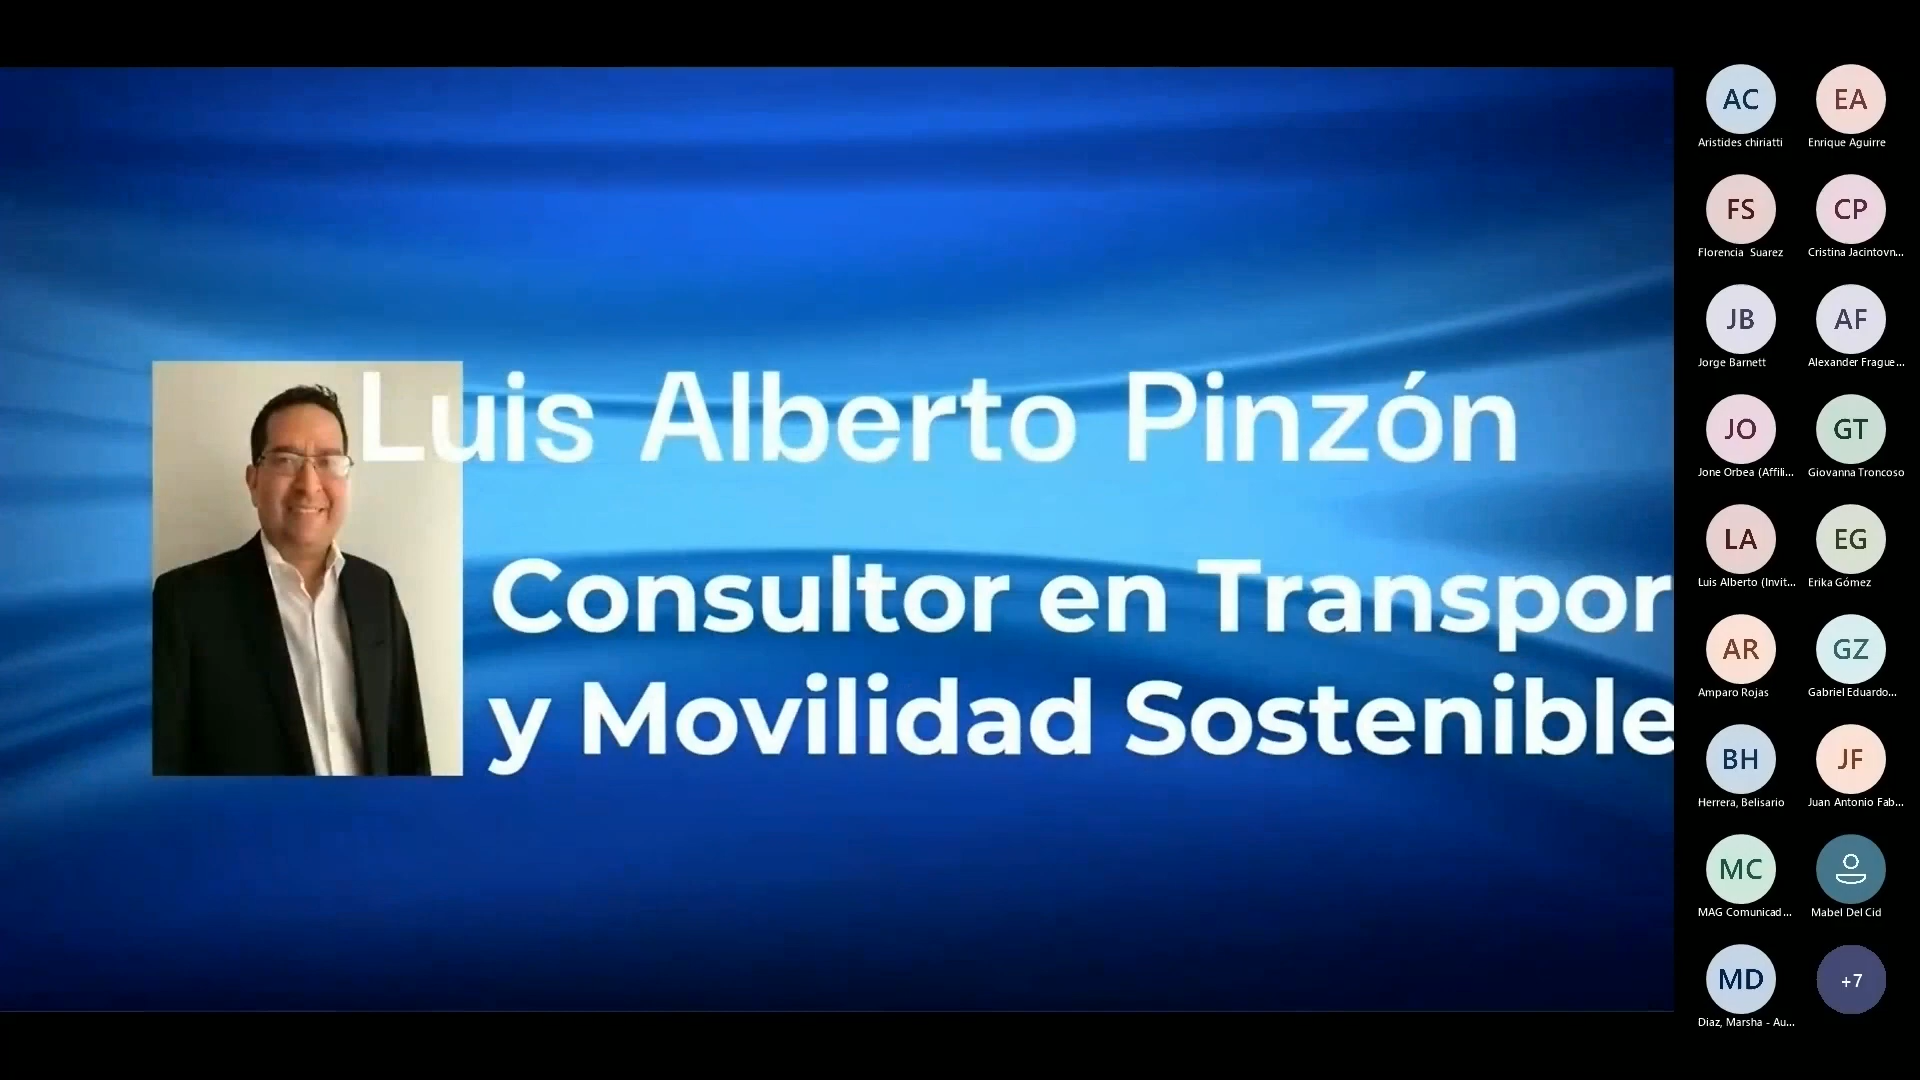 Luis Alberto Pinzón
Consultor en Transpor
y Movilidad Sostenible
AC
EA
Aristides chiriatti
Enrique Aguirre
FS
CP
Florencia Suarez
Cristina Jacintovn...
JB
AF
Jorge Barnett
Alexander Frague...
JO
GT
Jone Orbea (Affili...
Giovanna Troncoso
LA
EG
Luis Alberto (Invit...
Erika Gómez
AR
GZ
Amparo Rojas
Gabriel Eduardo...
BH
JF
Herrera, Belisario
Juan Antonio Fab...
MC
MAG Comunicad...
Mabel Del Cid
MD
+7
Diaz, Marsha - Au...